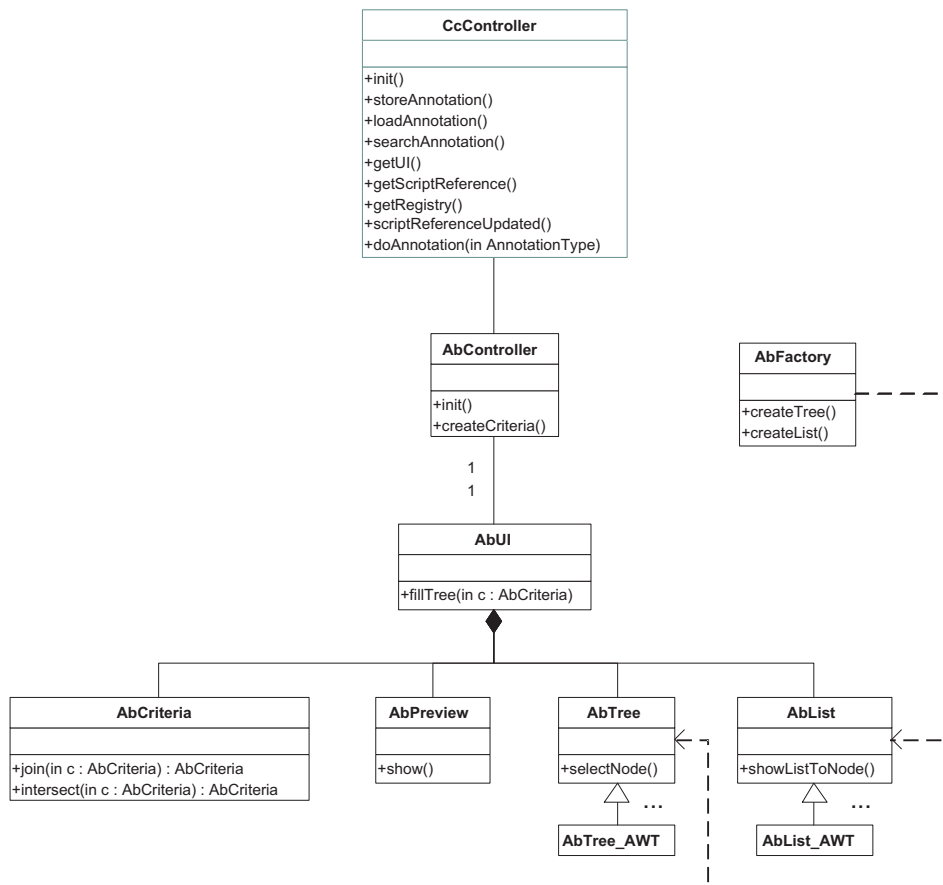 CcController
+init()
+storeAnnotation()
+loadAnnotation()
+searchAnnotation()
+getUI()
+getScriptReference()
+getRegistry()
+scriptReferenceUpdated()
+doAnnotation(in AnnotationType)
AbController
+init()
+createCriteria()
AbFactory
+createTree()
+createList()
1
1
AbUI
+fillTree(in c : AbCriteria)
AbCriteria
+join(in c : AbCriteria) : AbCriteria
+intersect(in c : AbCriteria) : AbCriteria
AbPreview
+show()
AbTree
+selectNode()
AbList
+showListToNode()
...
...
AbTree_AWT
AbList_AWT